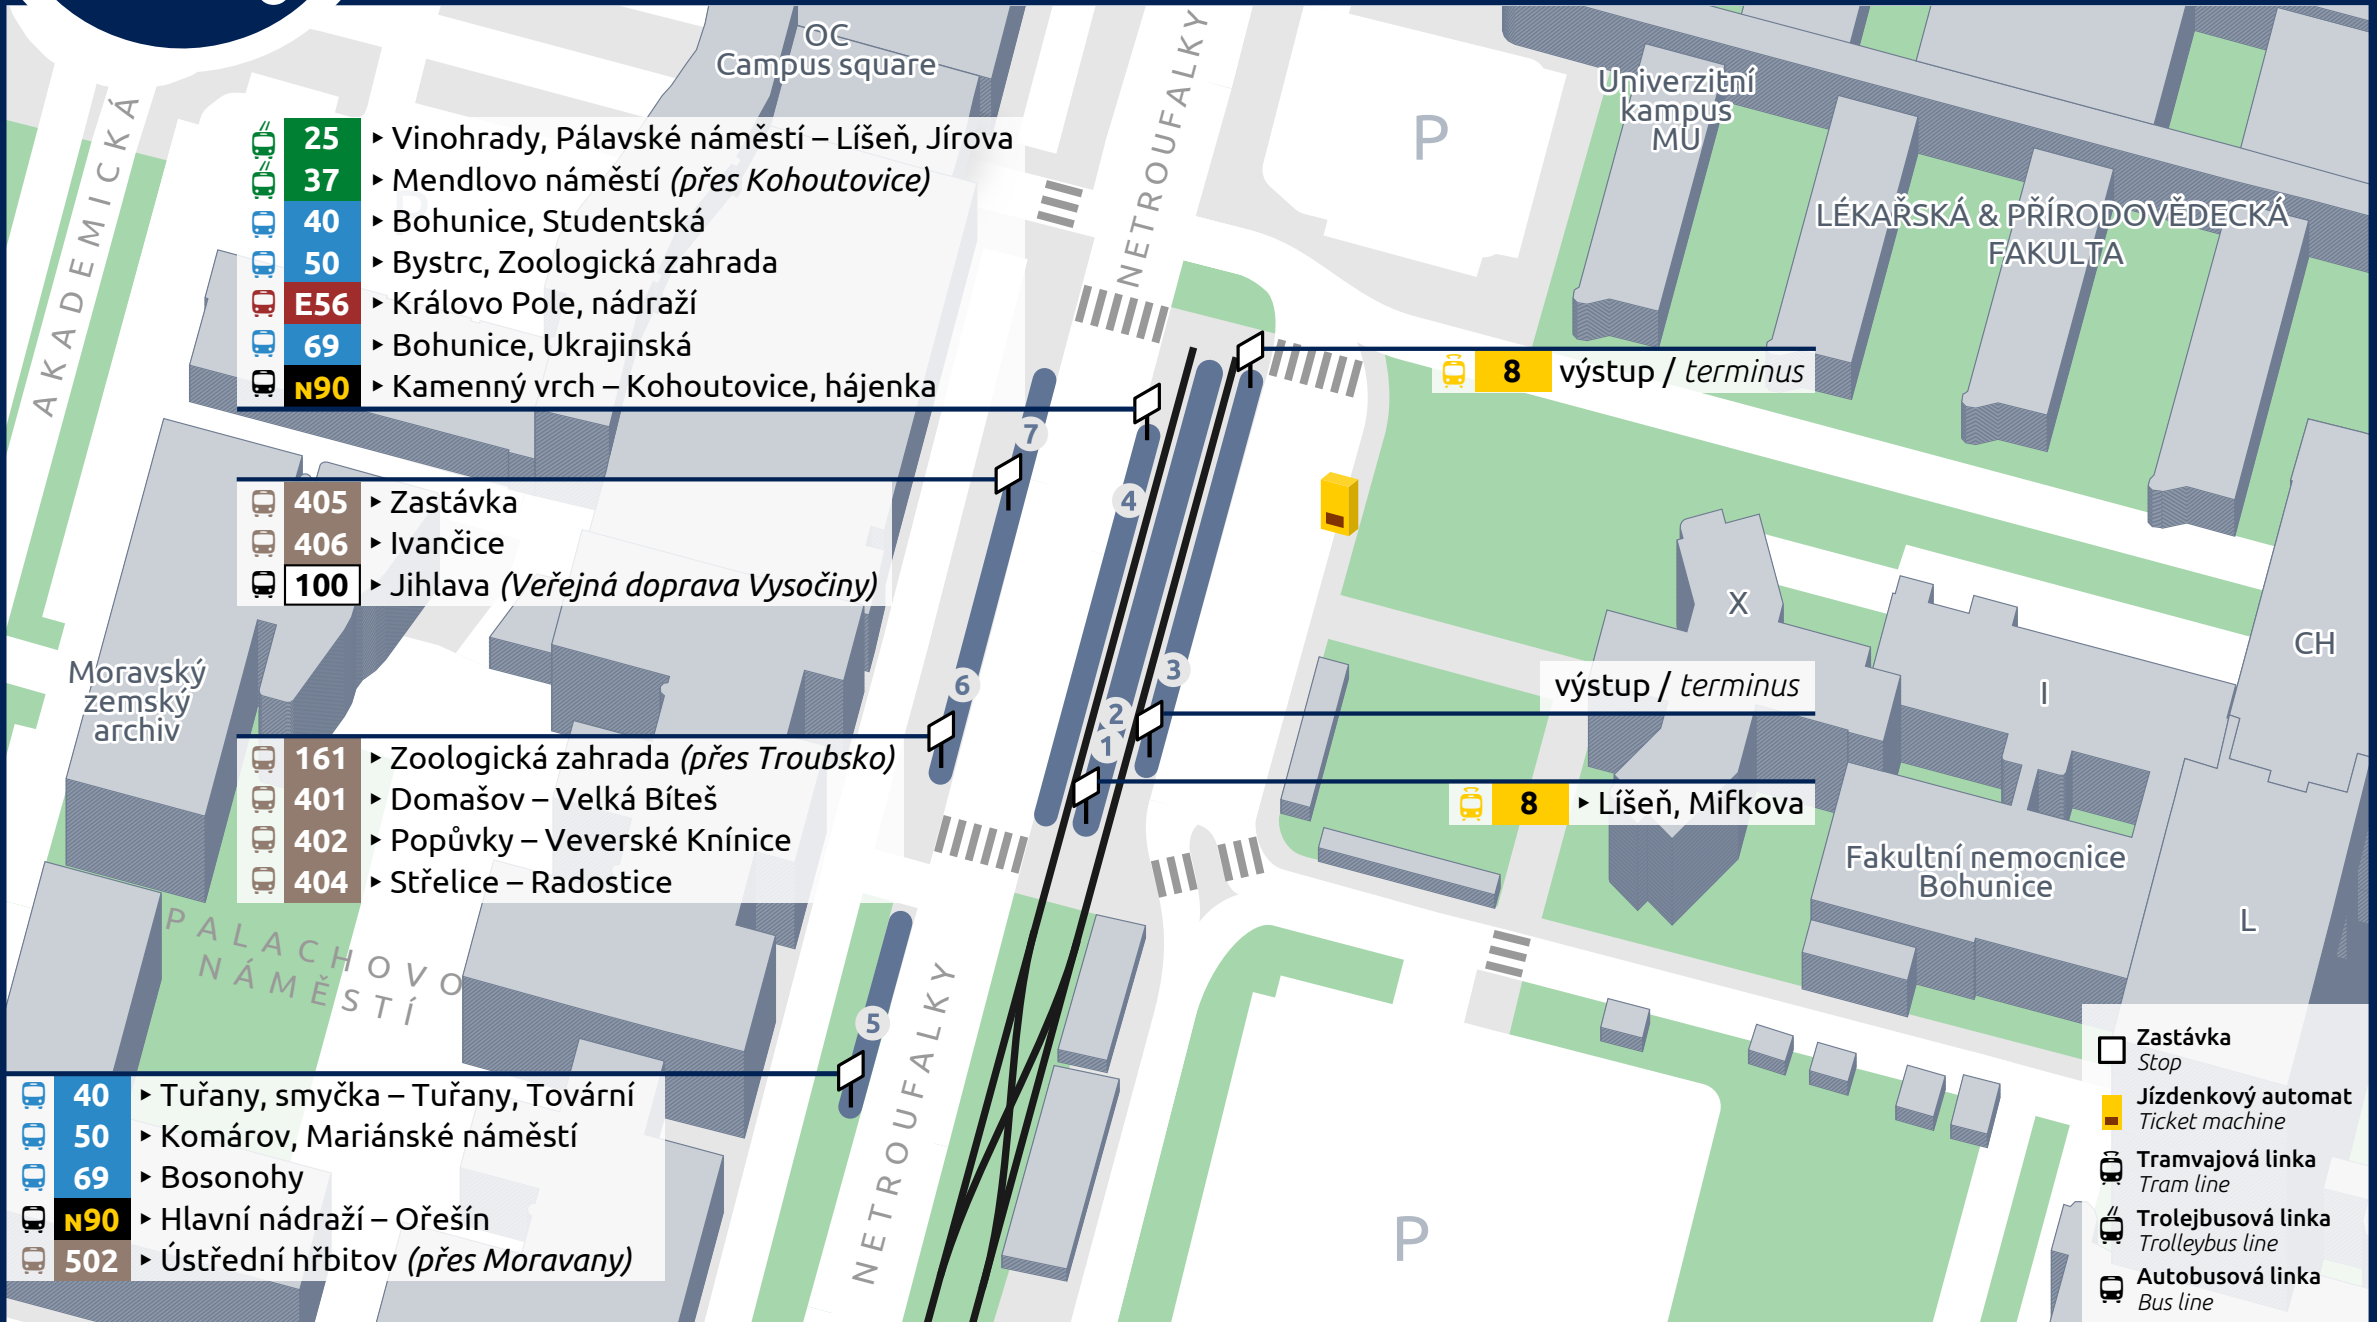 OC
Campus square
NETROUFALKY
AKADEMICKÁ
P
Univerzitní
kampus
MU
LÉKAŘSKÁ & PŘÍRODOVĚDECKÁ
FAKULTA
25 ▸ Vinohrady, Pálavské náměstí – Líšeň, Jírova
37 ▸ Mendlovo náměstí (přes Kohoutovice)
40 ▸ Bohunice, Studentská
50 ▸ Bystrc, Zoologická zahrada
E56 ▸ Královo Pole, nádraží
69 ▸ Bohunice, Ukrajinská
N90 ▸ Kamenný vrch – Kohoutovice, hájenka
8 výstup / terminus
7
4
405 ▸ Zastávka
406 ▸ Ivančice
100 ▸ Jihlava (Veřejná doprava Vysočiny)
X
CH
I
Moravský
zemský
archiv
6
3
2
1
výstup / terminus
161 ▸ Zoologická zahrada (přes Troubsko)
401 ▸ Domašov – Velká Bíteš
402 ▸ Popůvky – Veverské Knínice
404 ▸ Střelice – Radostice
8 ▸ Líšeň, Mifkova
Fakultní nemocnice
Bohunice
L
PALACHOVO
NÁMĚSTÍ
5
NETROUFALKY
40 ▸ Tuřany, smyčka – Tuřany, Tovární
50 ▸ Komárov, Mariánské náměstí
69 ▸ Bosonohy
N90 ▸ Hlavní nádraží – Ořešín
502 ▸ Ústřední hřbitov (přes Moravany)
P
Zastávka
Stop
Jízdenkový automat
Ticket machine
Tramvajová linka
Tram line
Trolejbusová linka
Trolleybus line
Autobusová linka
Bus line